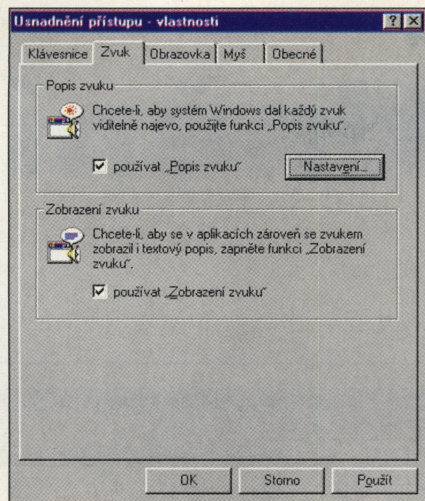 Usnadnění přístupu - vlastnosti
Klávesnice Zvuk Obrazovka Myš Obecné
Popis zvuku
Chcete-li, aby systém Windows dal každý zvuk
viditelně najevo, použijte funkci „Popis zvuku“.
používat „Popis zvuku“ Nastavení...
Zobrazení zvuku
Chcete-li, aby se v aplikacích zároveň se zvukem
zobrazil i textový popis, zapněte funkci „Zobrazení
zvuku“.
používat „Zobrazení zvuku“
OK Storno Použít